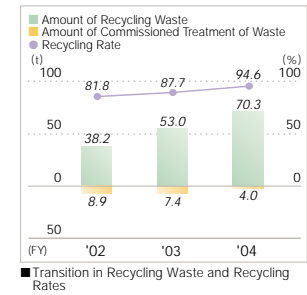 Amount of Recycling Waste
Amount of Commissioned Treatment of Waste
Recycling Rate
(t) (%)
100 81.8 87.7 94.6 100
70.3
50 38.2 53.0 50
0 0
8.9 7.4 4.0
50
(FY) '02 '03 '04
■Transition in Recycling Waste and Recycling
Rates